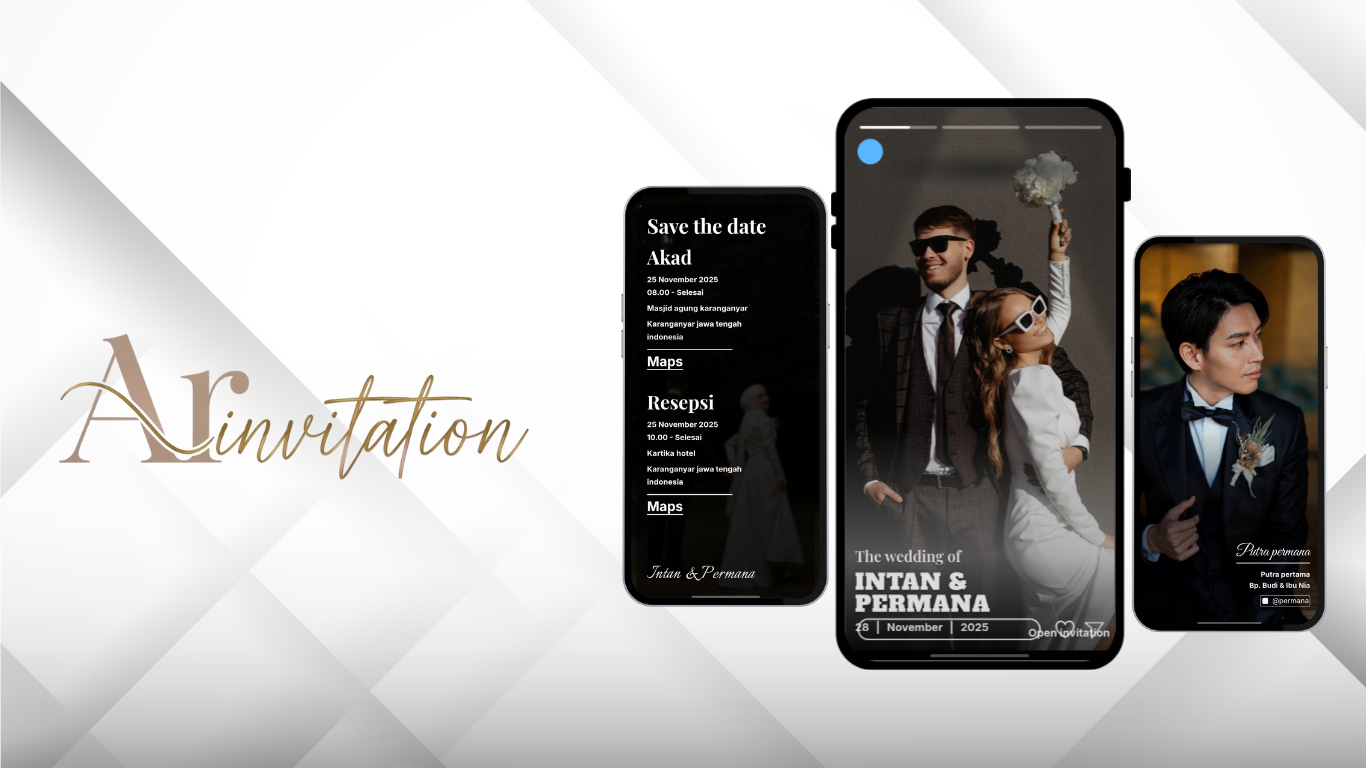 Ar invitation
Save the date
Akad
25 November 2025
08.00 - Selesai
Masjid agung karanganyar
Karanganyar jawa tengah
indonesia
Maps
Resepsi
25 November 2025
10.00 - Selesai
Kartika hotel
Karanganyar jawa tengah
indonesia
Maps
Intan & Permana
The wedding of
INTAN &
PERMANA
28 | November | 2025
Open invitation
Putra permana
Putra pertama
Bp. Budi & Ibu Nia
@permana